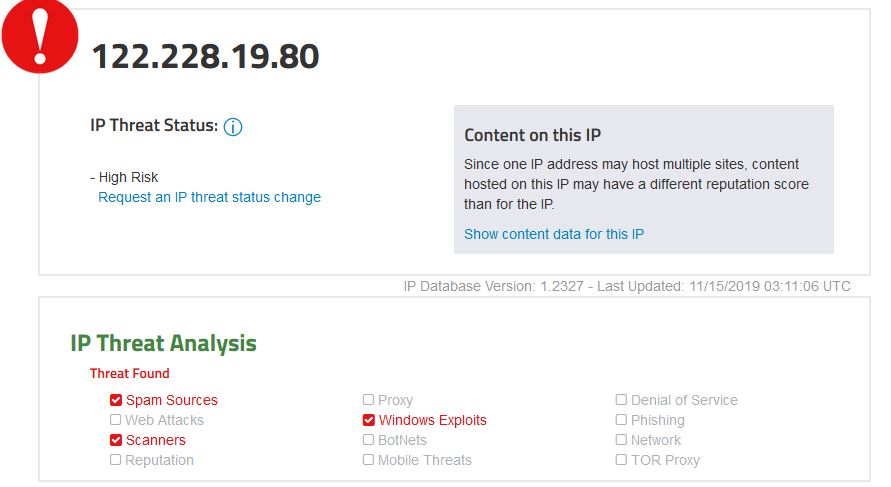 122.228.19.80
IP Threat Status:
- High Risk
Request an IP threat status change
Content on this IP
Since one IP address may host multiple sites, content
hosted on this IP may have a different reputation score
than for the IP.
Show content data for this IP
IP Database Version: 1.2327 - Last Updated: 11/15/2019 03:11:06 UTC
IP Threat Analysis
Threat Found
Spam Sources
Web Attacks
Scanners
Reputation
Proxy
Windows Exploits
BotNets
Mobile Threats
Denial of Service
Phishing
Network
TOR Proxy